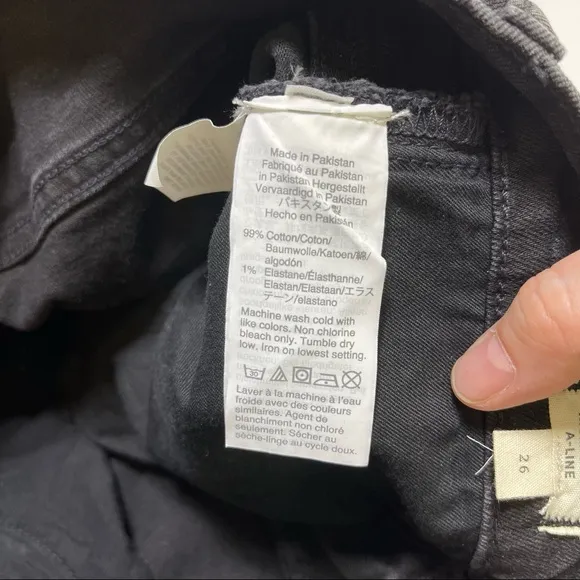 Made in Pakistan
Fabriqué au Pakistan
in Pakistan Hergestellt
Vervaardigd in Pakistan
パキスタン製
Hecho en Pakistán
99% Cotton/Coton/
Baumwolle/Katoen/綿/
algodón
1% Elastane/Élasthanne/
Elastan/Elastaan/エラス
テーン/elastano
Machine wash cold with
like colors. Non chlorine
bleach only. Tumble dry
low. Iron on lowest setting.
30
Laver à la machine à l'eau
froide avec des couleurs
similaires. Agent de
blanchiment non chloré
seulement. Sécher au
sèche-linge au cycle doux.
A-LINE
26